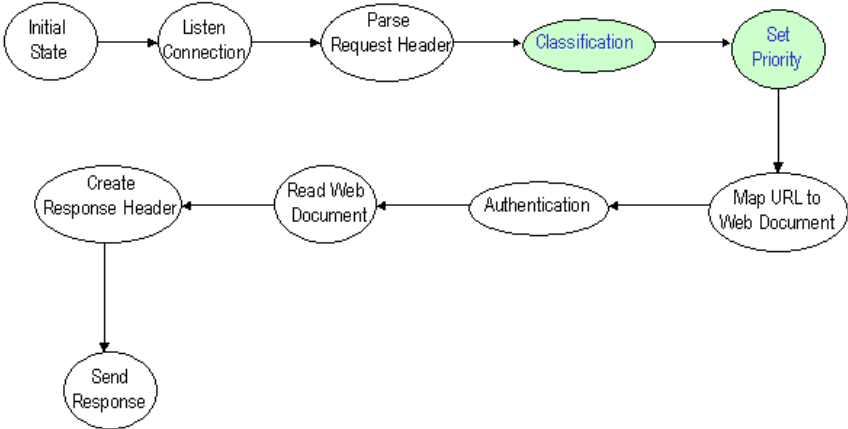 Initial
State
Listen
Connection
Parse
Request Header
Classification
Set
Priority
Map URL to
Web Document
Authentication
Read Web
Document
Create
Response Header
Send
Response